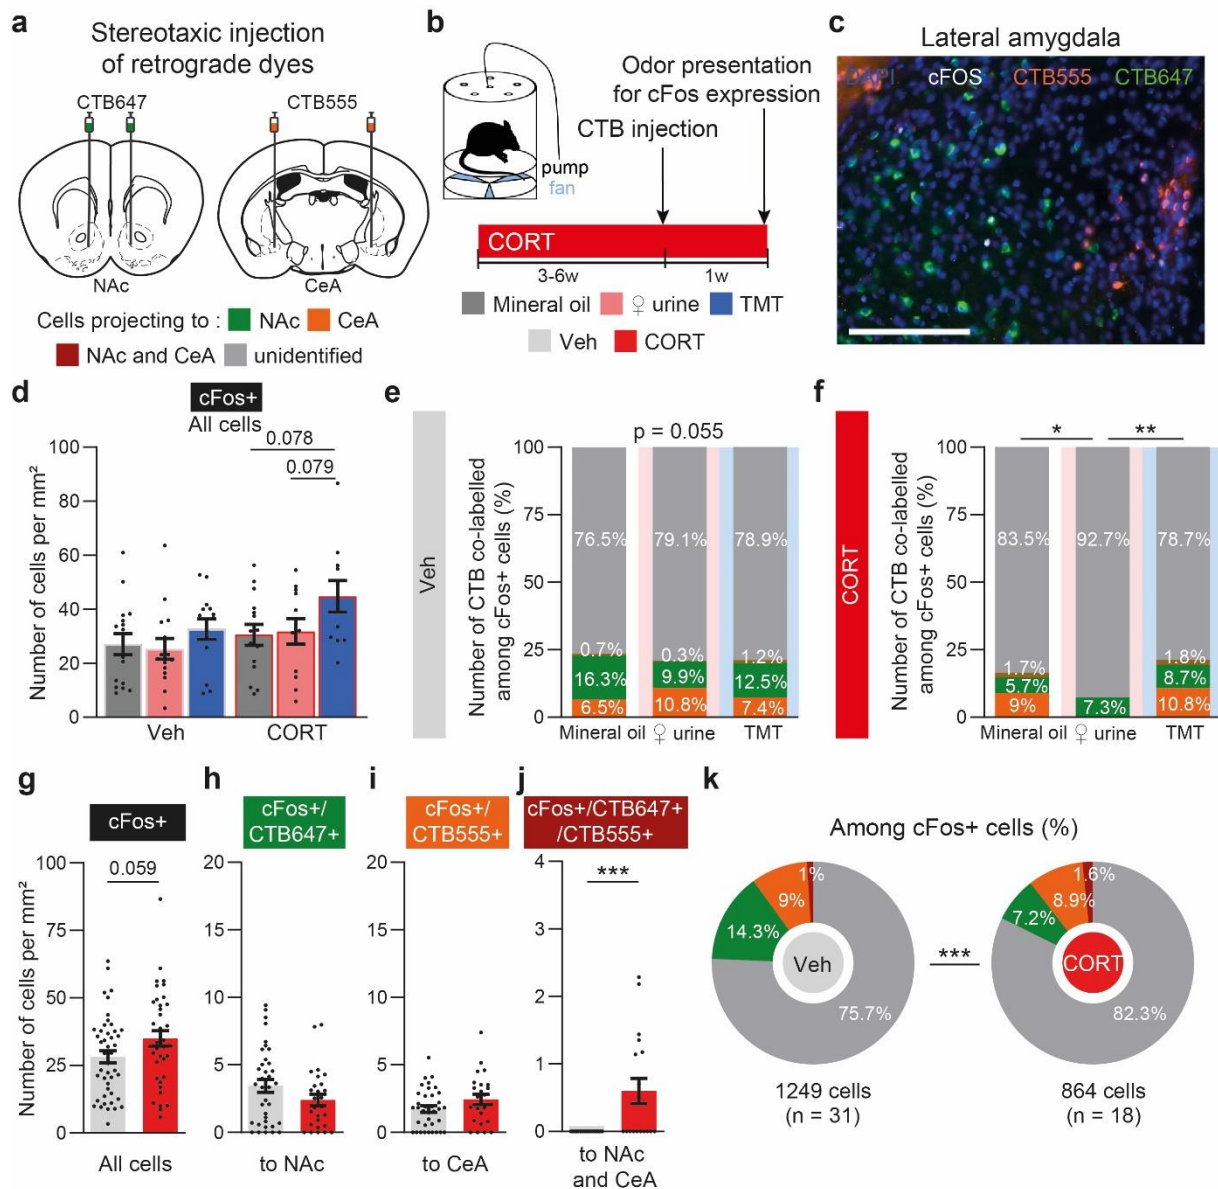 a
Stereotaxic injection
of retrograde dyes
CTB647
CTB555
NAc
CeA
Cells projecting to : NAc CeA
NAc and CeA unidentified
b
Odor presentation
for cFos expression
CTB injection
pump
fan
CORT
3-6w
1w
Mineral oil ♀ urine TMT
Veh CORT
c
Lateral amygdala
DAPI cFOS CTB555 CTB647
d
cFos+
All cells
0.078
0.079
Number of cells per mm²
100
80
60
40
20
0
Veh
CORT
e
Veh
p = 0.055
Number of CTB co-labelled
among cFos+ cells (%)
100
75
50
25
0
76.5% 79.1% 78.9%
0.7% 0.3% 1.2%
16.3% 9.9% 12.5%
6.5% 10.8% 7.4%
Mineral oil ♀ urine TMT
f
CORT
* **
Number of CTB co-labelled
among cFos+ cells (%)
100
75
50
25
0
83.5% 92.7% 78.7%
1.7% 1.8%
5.7% 8.7%
9% 7.3% 10.8%
Mineral oil ♀ urine TMT
g
cFos+
0.059
Number of cells per mm²
100
75
50
25
0
All cells
h
cFos+/
CTB647+
20
15
10
5
0
to NAc
i
cFos+/
CTB555+
20
15
10
5
0
to CeA
j
cFos+/CTB647+
/CTB555+
***
4
3
2
1
0
to NAc
and CeA
k
Among cFos+ cells (%)
1%
9%
14.3%
Veh
75.7%
1249 cells
(n = 31)
***
1.6%
8.9%
7.2%
CORT
82.3%
864 cells
(n = 18)